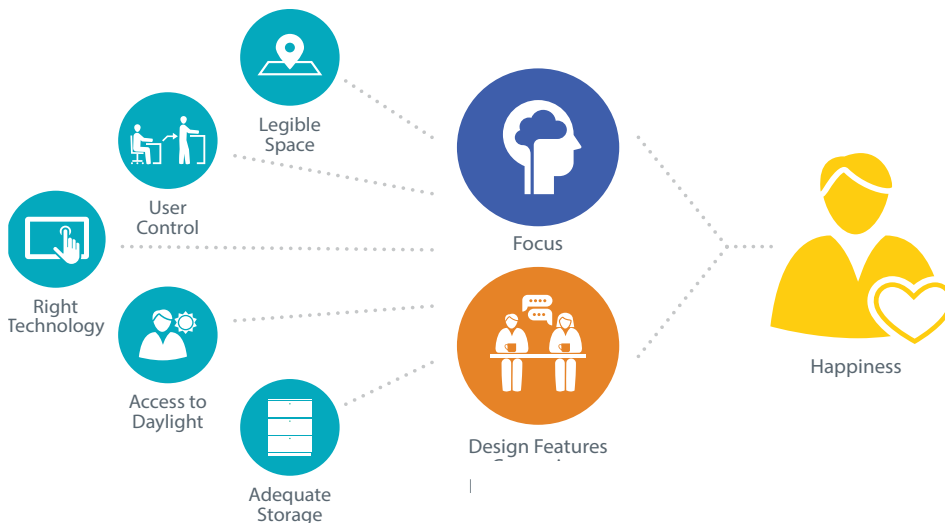 Legible
Space
User
Control
Right
Technology
Access to
Daylight
Adequate
Storage
Focus
Design Features
Happiness